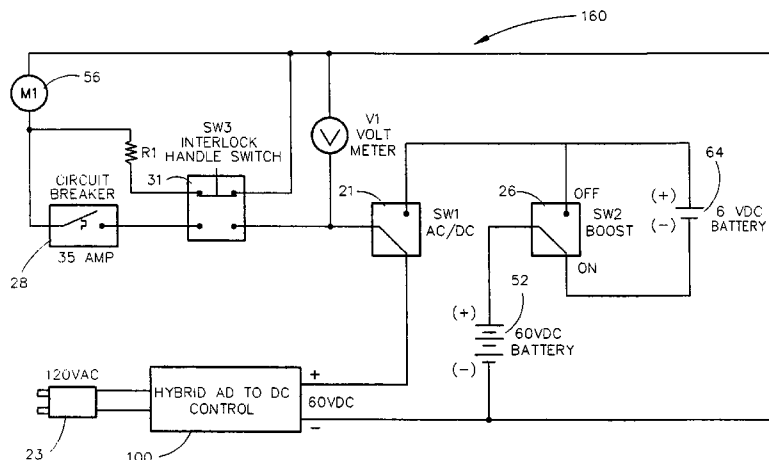 160
56
M1
SW3
INTERLOCK
HANDLE SWITCH
V1
VOLT
METER
R1
31
21
26
64
CIRCUIT
BREAKER
OFF
(+)
(-)
SW1
AC/DC
SW2
BOOST
6 VDC
BATTERY
35 AMP
28
ON
52
(+)
(-)
60VDC
BATTERY
120VAC
HYBRID AD TO DC
CONTROL
+
60VDC
-
23
100